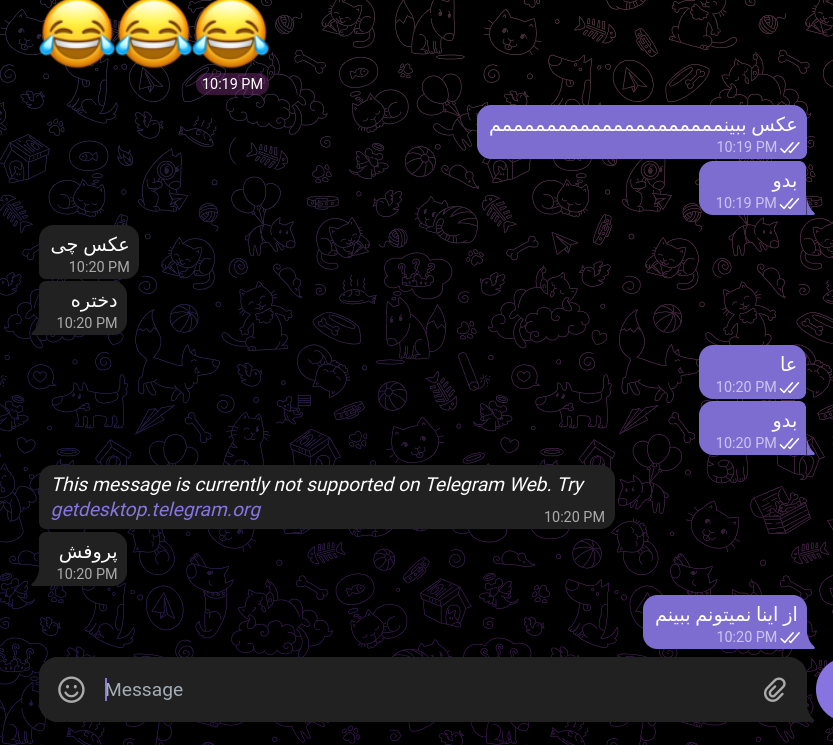 😂😂😂
10:19 PM
عکس ببینمممممممممممممممممممم
10:19 PM
بدو
10:19 PM
عکس چی
10:20 PM
دختره
10:20 PM
عا
10:20 PM
بدو
10:20 PM
This message is currently not supported on Telegram Web. Try
getdesktop.telegram.org
10:20 PM
پروفش
10:20 PM
از اینا نمیتونم ببینم
10:20 PM
Message